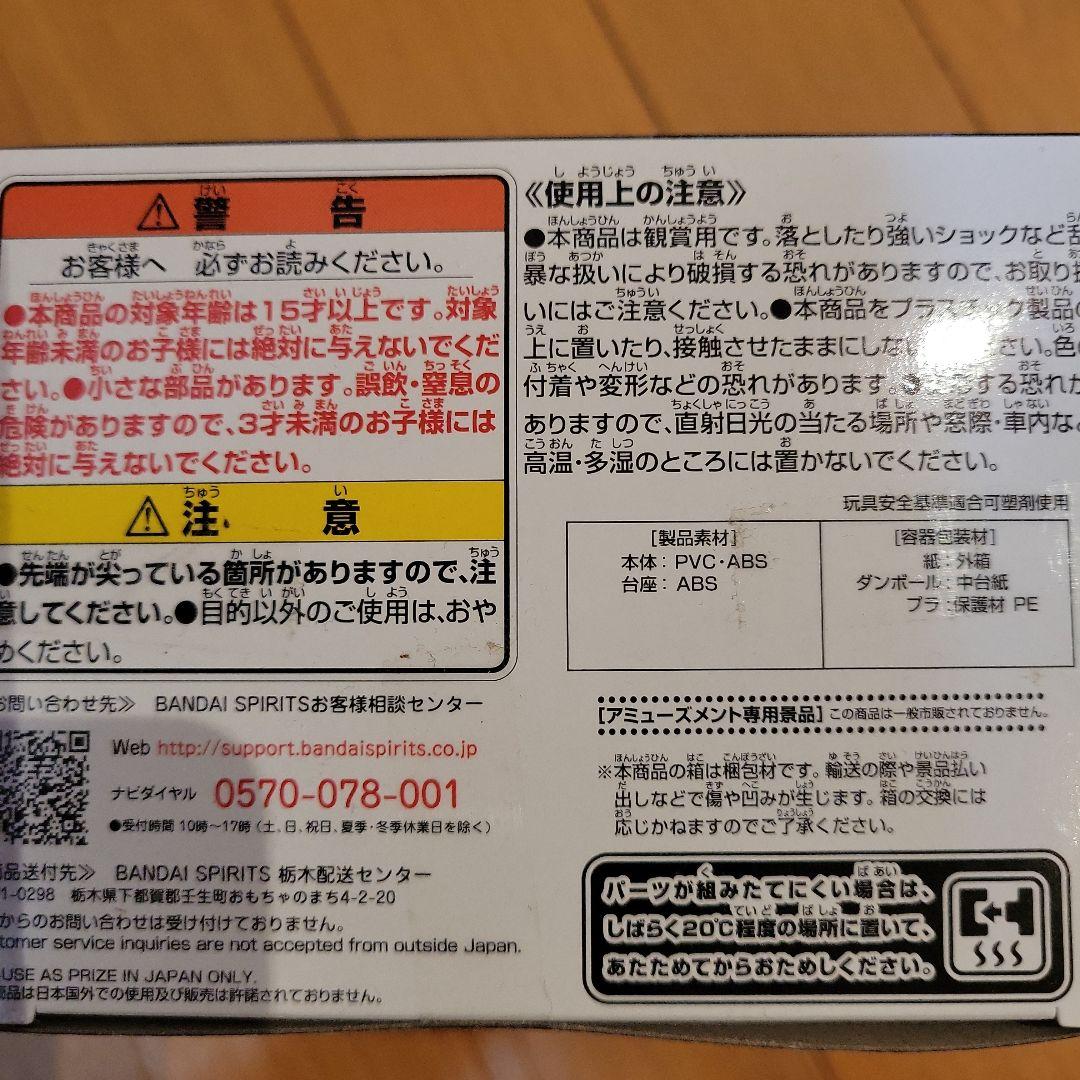 警告
お客様へ 必ずお読みください。
●本商品の対象年齢は15才以上です。対象
年齢未満のお子様には絶対に与えないでくだ
さい。●小さな部品があります。誤飲・窒息の
危険がありますので、3才未満のお子様には
絶対に与えないでください。
注意
●先端が尖っている箇所がありますので、注
意してください。●目的以外のご使用は、おや
めください。
お問い合わせ先≫ BANDAI SPIRITSお客様相談センター
Web http://support.bandaispirits.co.jp
ナビダイヤル 0570-078-001
●受付時間 10時〜17時(土、日、祝日、夏季・冬季休業日を除く)
品送付先≫ BANDAI SPIRITS 栃木配送センター
1-0298 栃木県下都賀郡壬生町おもちゃのまち4-2-20
からのお問い合わせは受け付けておりません。
tomer service inquiries are not accepted from outside Japan.
USE AS PRIZE IN JAPAN ONLY.
商品は日本国外での使用及び販売は許諾されておりません。
≪使用上の注意≫
●本商品は観賞用です。落としたり強いショックなど乱
暴な扱いにより破損する恐れがありますので、お取り扱
いにはご注意ください。●本商品をプラスチック製品の
上に置いたり、接触させたままにしない さい。色の
付着や変形などの恐れがあります。 する恐れが
ありますので、直射日光の当たる場所や窓際・車内な
高温・多湿のところには置かないでください。
玩具安全基準適合可塑剤使用
[製品素材]
本体: PVC・ABS
台座: ABS
[容器包装材]
紙: 外箱
ダンボール: 中台紙
プラ: 保護材 PE
[アミューズメント専用景品] この商品は一般市販されておりません。
※本商品の箱は梱包材です。輸送の際や景品払い
出しなどで傷や凹みが生じます。箱の交換には
応じかねますのでご了承ください。
パーツが組みたてにくい場合は、
しばらく20℃程度の場所に置いて、
あたためてからおためしください。